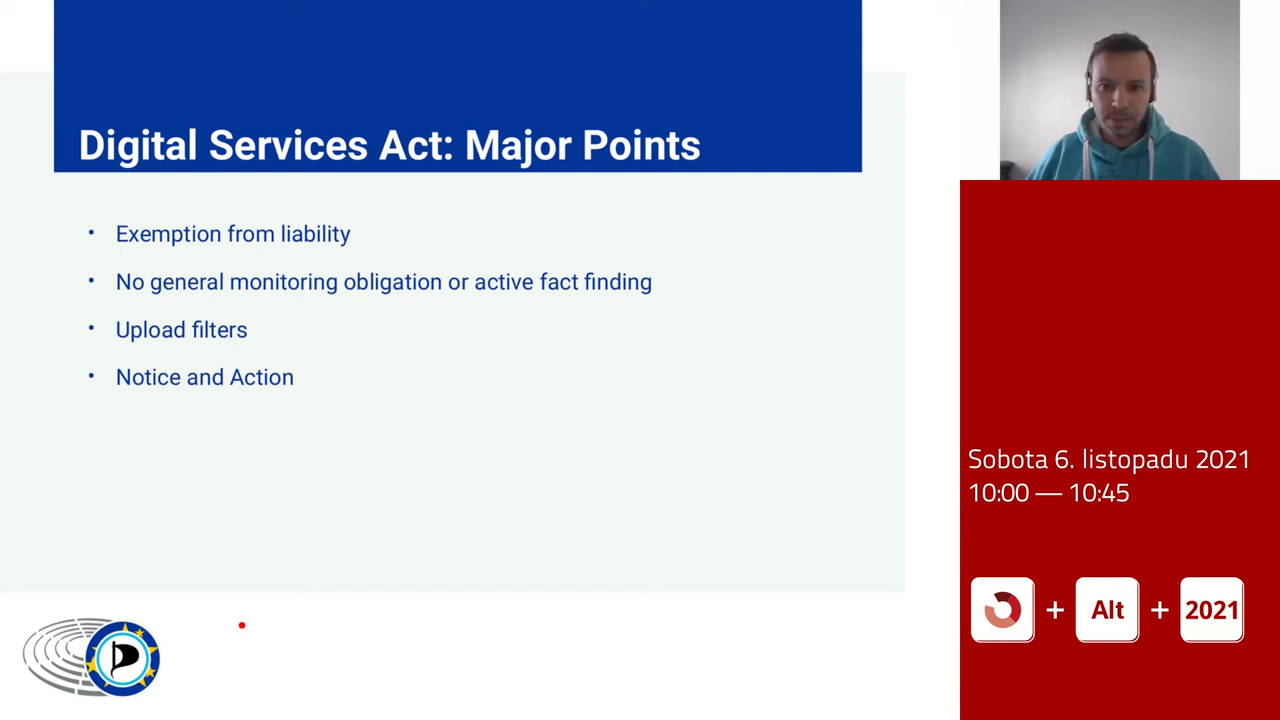 Digital Services Act: Major Points
• Exemption from liability
• No general monitoring obligation or active fact finding
• Upload filters
• Notice and Action
Sobota 6. listopadu 2021
10:00 — 10:45
+ Alt + 2021
P